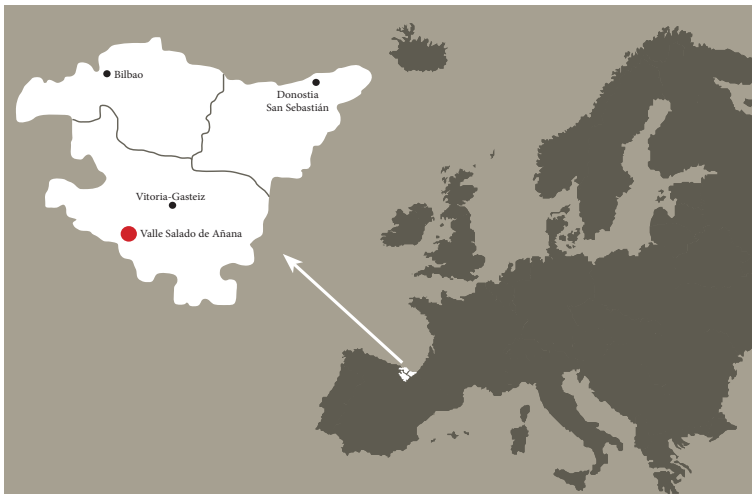 Bilbao
Donostia
San Sebastián
Vitoria-Gasteiz
Valle Salado de Añana